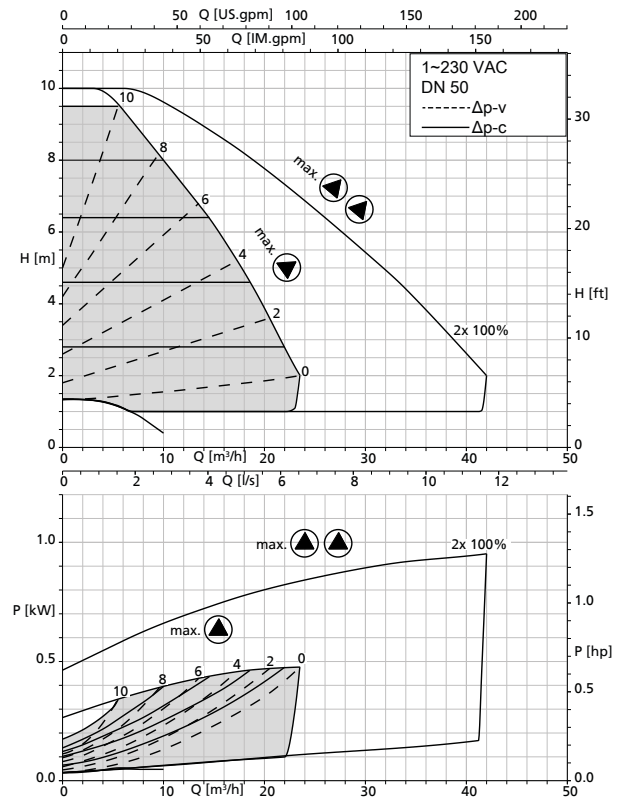 50 100 150 200
Q [US.gpm]
0 50 100 150
Q [IM.gpm]
1~230 VAC
DN 50
Δp-v
Δp-c
10
8
6
4
2
0
H [m]
30
20
10
0
H [ft]
10
8
6
4
2
0
max.
max.
2x 100%
0 10 20 30 40 50
Q [m³/h]
0 2 4 6 8 10 12
Q [l/s]
1.0
0.5
0.0
P [kW]
1.5
1.0
0.5
0.0
P [hp]
max.
2x 100%
max.
10 8 6 4 2 0
0 10 20 30 40 50
Q [m³/h]